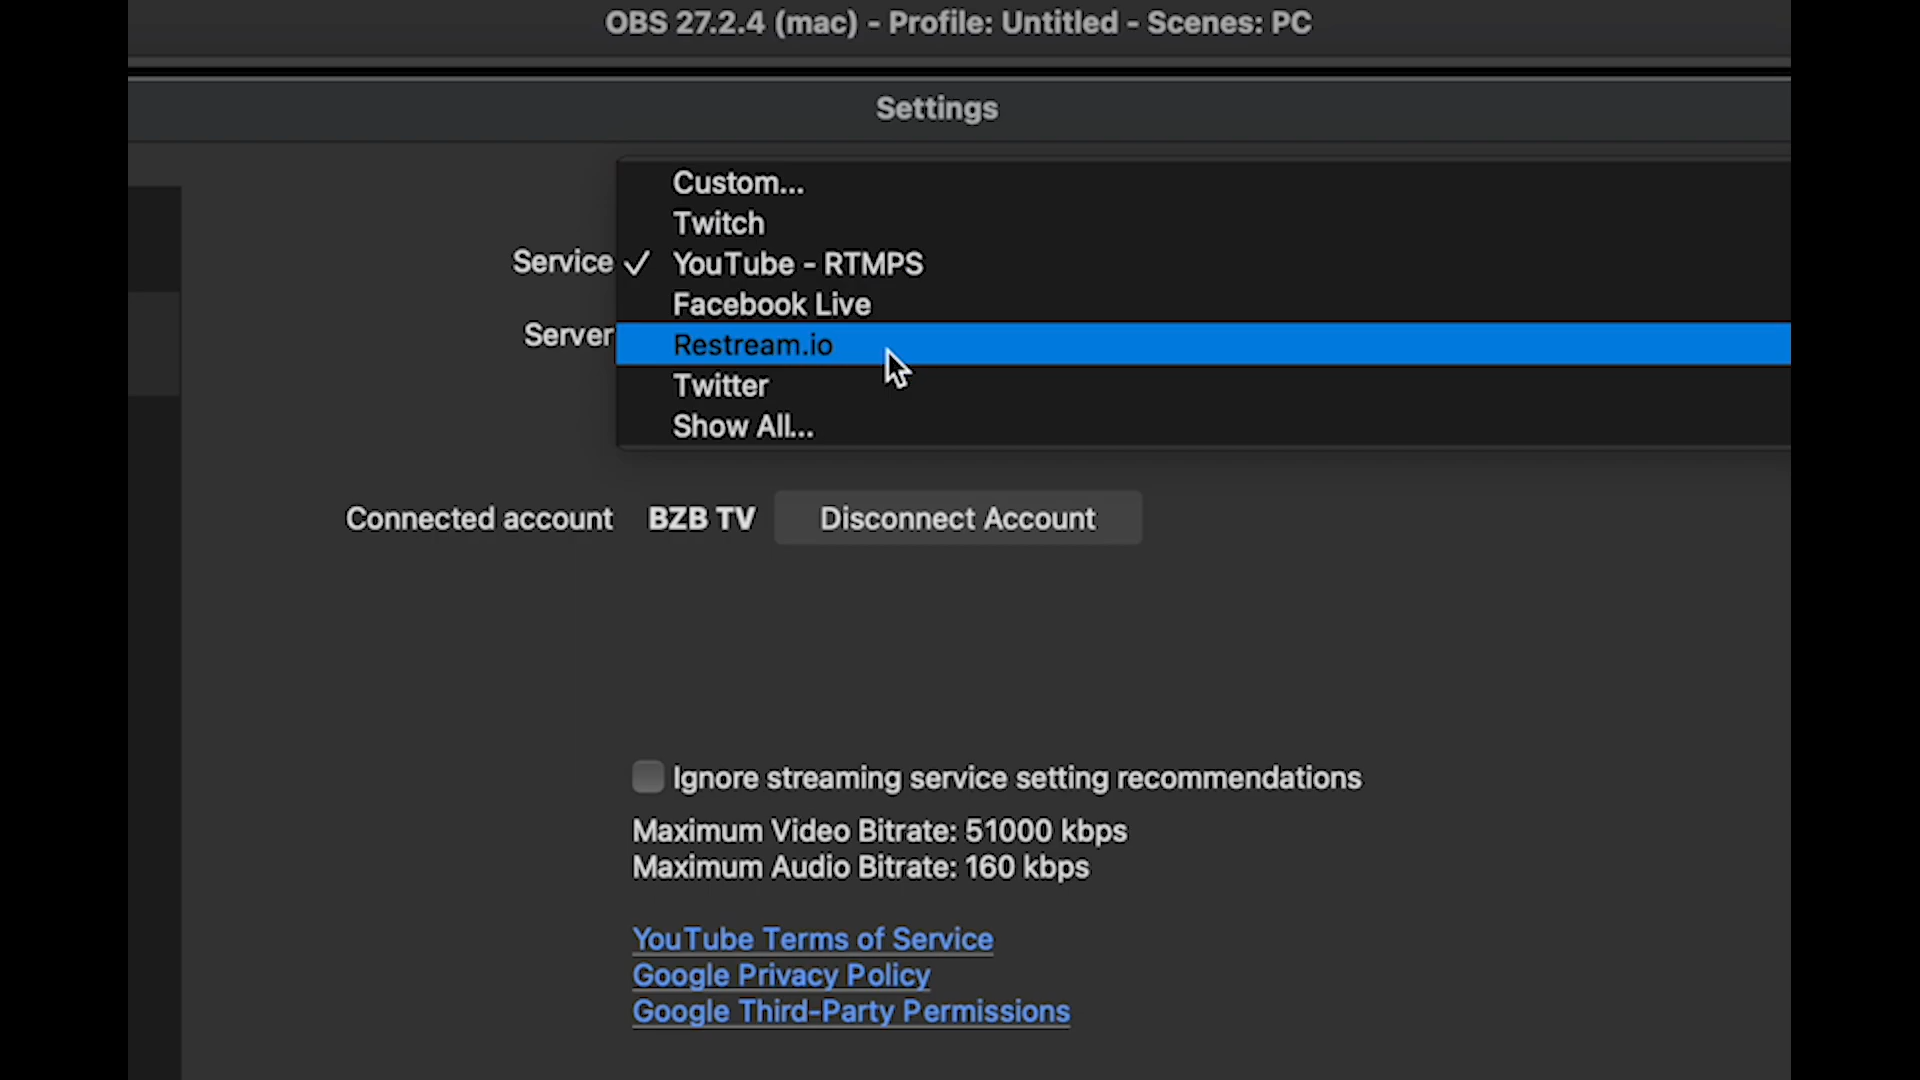 OBS 27.2.4 (mac) - Profile: Untitled - Scenes: PC
Settings
Custom...
Twitch
Service ✓ YouTube - RTMPS
Facebook Live
Server
Restream.io
Twitter
Show All...
Connected account BZB TV Disconnect Account
Ignore streaming service setting recommendations
Maximum Video Bitrate: 51000 kbps
Maximum Audio Bitrate: 160 kbps
YouTube Terms of Service
Google Privacy Policy
Google Third-Party Permissions